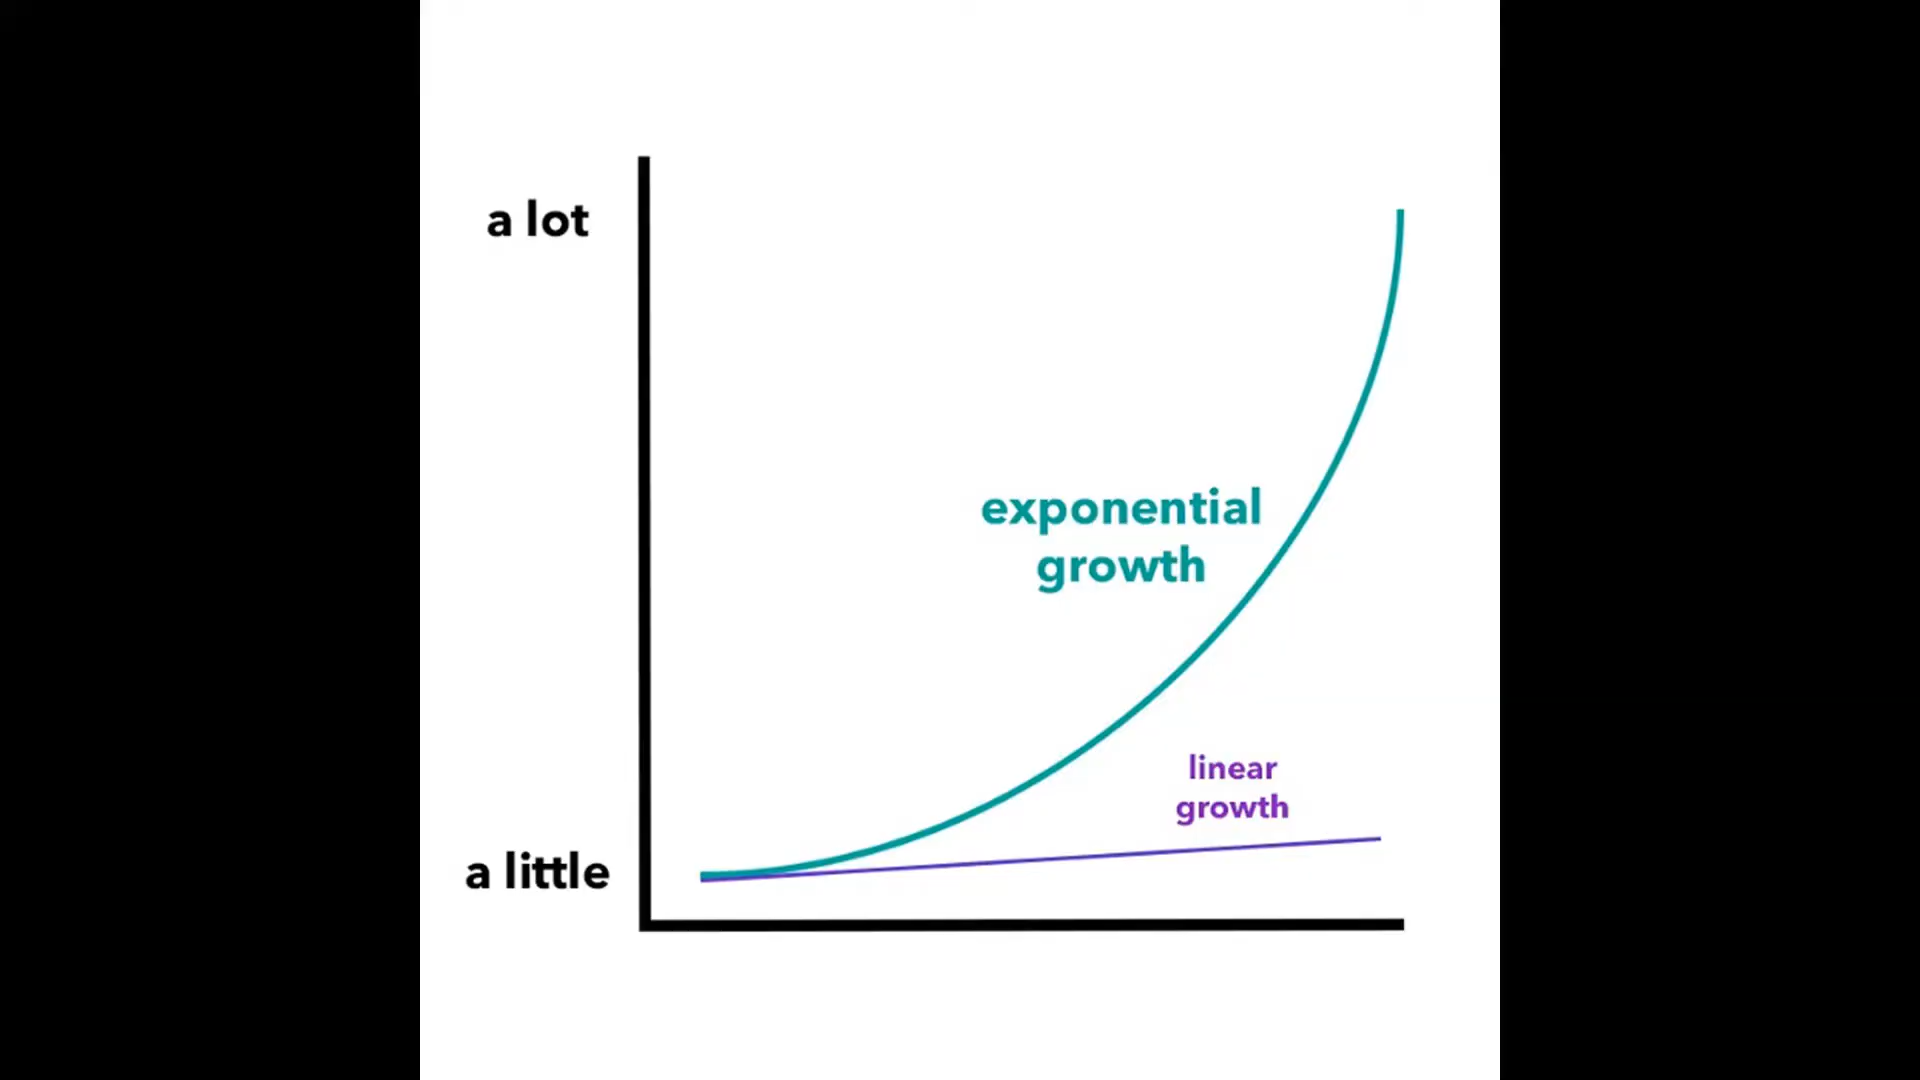 a lot
exponential
growth
linear
growth
a little